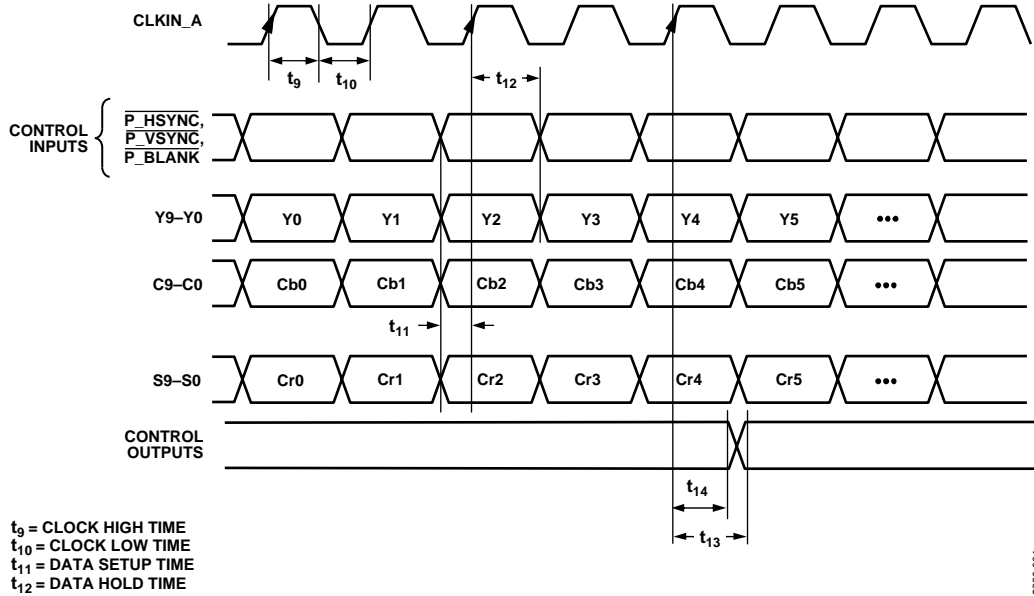 CLKIN_A
t9
t10
t12
CONTROL
INPUTS
P_HSYNC,
P_VSYNC,
P_BLANK
Y9–Y0 Y0 Y1 Y2 Y3 Y4 Y5 •••
C9–C0 Cb0 Cb1 Cb2 Cb3 Cb4 Cb5 •••
t11
S9–S0 Cr0 Cr1 Cr2 Cr3 Cr4 Cr5 •••
CONTROL
OUTPUTS
t14
t13
t9 = CLOCK HIGH TIME
t10 = CLOCK LOW TIME
t11 = DATA SETUP TIME
t12 = DATA HOLD TIME